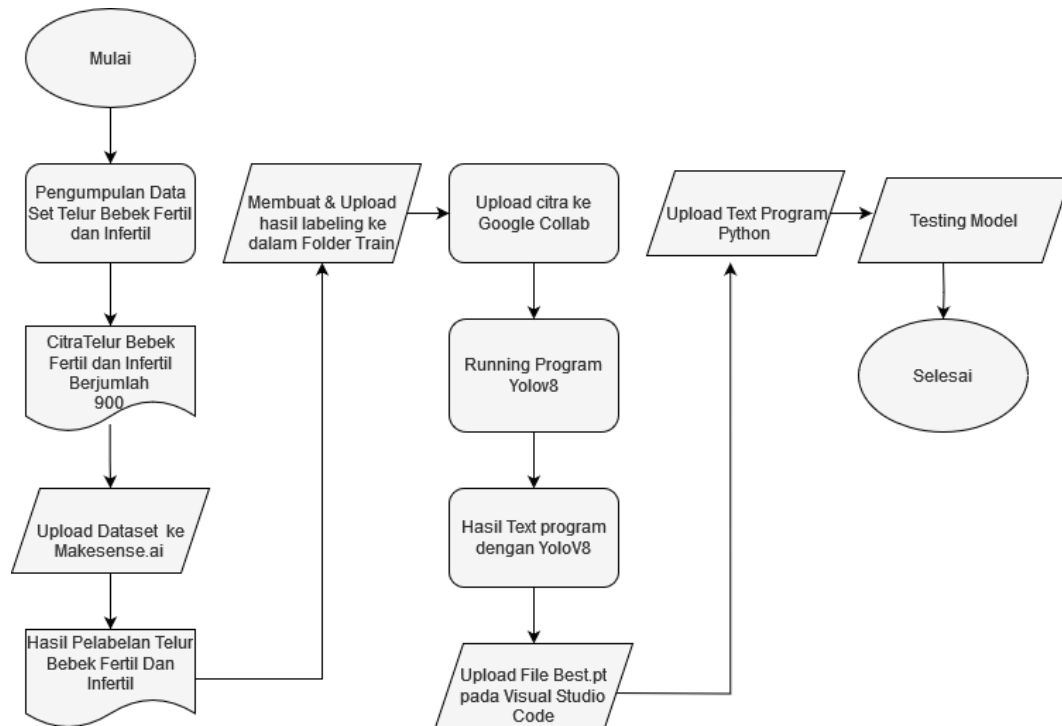 Mulai
Pengumpulan Data
Set Telur Bebek Fertil
dan Infertil
CitraTelur Bebek
Fertil dan Infertil
Berjumlah
900
Upload Dataset ke
Makesense.ai
Hasil Pelabelan Telur
Bebek Fertil Dan
Infertil
Membuat & Upload
hasil labeling ke
dalam Folder Train
Upload citra ke
Google Collab
Running Program
Yolov8
Hasil Text program
dengan YoloV8
Upload File Best.pt
pada Visual Studio
Code
Upload Text Program
Python
Testing Model
Selesai